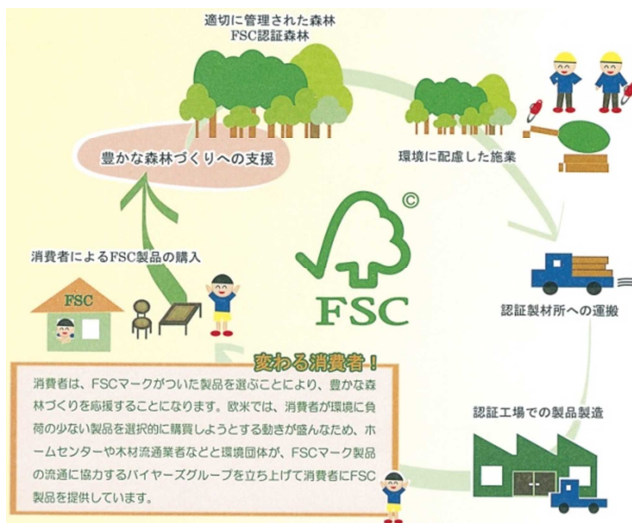 適切に管理された森林
FSC認証森林
環境に配慮した施業
豊かな森林づくりへの支援
消費者によるFSC製品の購入
FSC
©
FSC
認証製材所への運搬
認証工場での製品製造
変わる消費者！
消費者は、FSCマークがついた製品を選ぶことにより、豊かな森
林づくりを応援することになります。欧米では、消費者が環境に負
荷の少ない製品を選択的に購買しようとする動きが盛んなため、ホ
ームセンターや木材流通業者などと環境団体が、FSCマーク製品
の流通に協力するバイヤーズグループを立ち上げて消費者にFSC
製品を提供しています。